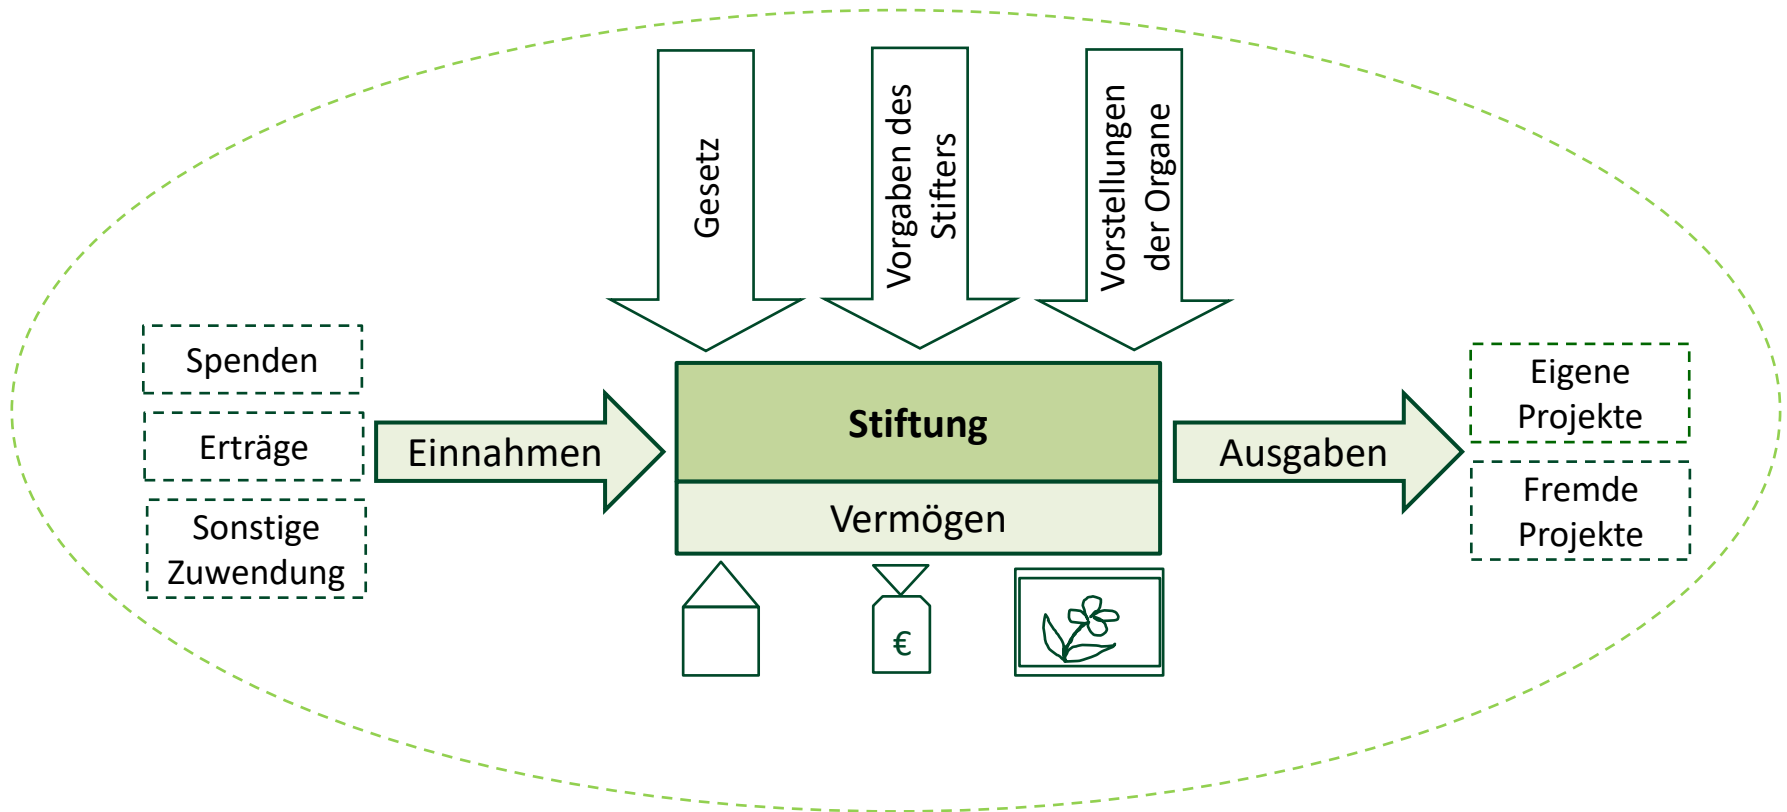 Gesetz
Vorgaben des
Stifters
Vorstellungen
der Organe
Spenden
Erträge
Sonstige
Zuwendung
Einnahmen
Stiftung
Vermögen
€
Ausgaben
Eigene
Projekte
Fremde
Projekte